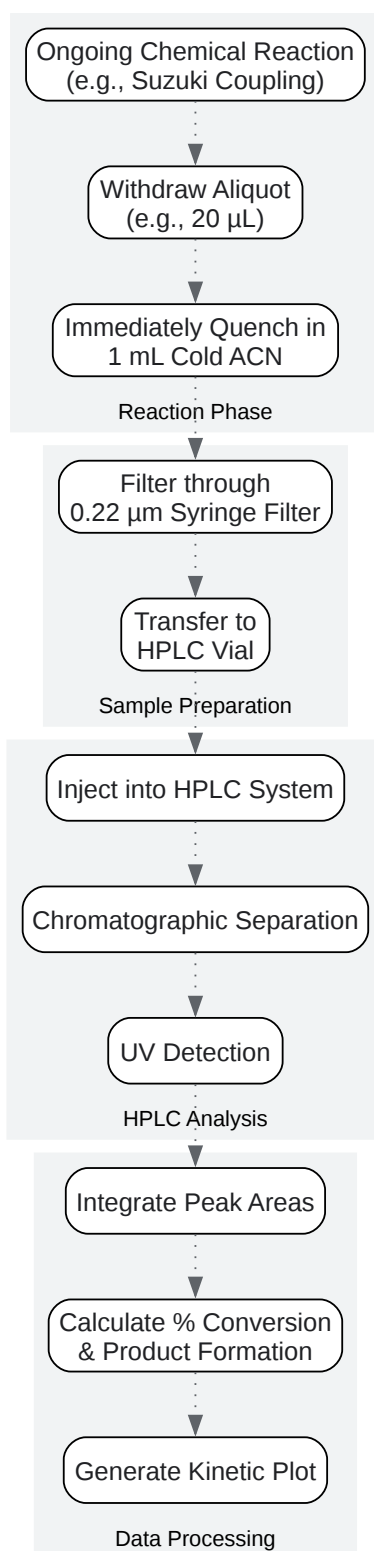 Ongoing Chemical Reaction
(e.g., Suzuki Coupling)
Withdraw Aliquot
(e.g., 20 µL)
Immediately Quench in
1 mL Cold ACN
Reaction Phase
Filter through
0.22 µm Syringe Filter
Transfer to
HPLC Vial
Sample Preparation
Inject into HPLC System
Chromatographic Separation
UV Detection
HPLC Analysis
Integrate Peak Areas
Calculate % Conversion
& Product Formation
Generate Kinetic Plot
Data Processing